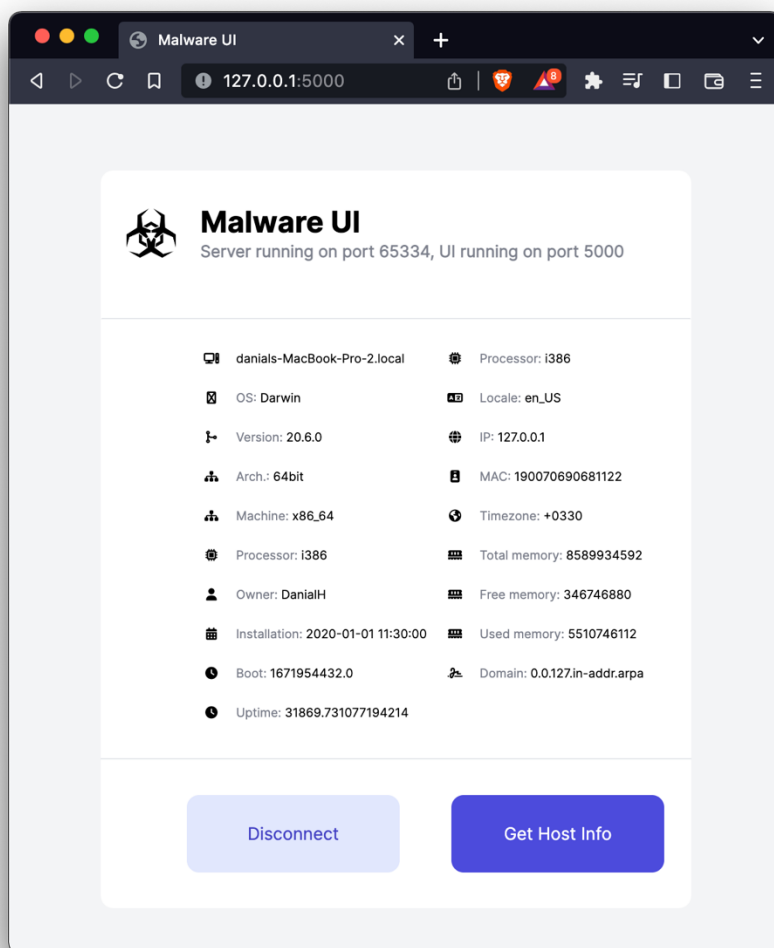 Malware UI
127.0.0.1:5000
8
Malware UI
Server running on port 65334, UI running on port 5000
danials-MacBook-Pro-2.local
Processor: i386
OS: Darwin
Locale: en_US
Version: 20.6.0
IP: 127.0.0.1
Arch.: 64bit
MAC: 190070690681122
Machine: x86_64
Timezone: +0330
Processor: i386
Total memory: 8589934592
Owner: DanialH
Free memory: 346746880
Installation: 2020-01-01 11:30:00
Used memory: 5510746112
Boot: 1671954432.0
Domain: 0.0.127.in-addr.arpa
Uptime: 31869.731077194214
Disconnect
Get Host Info